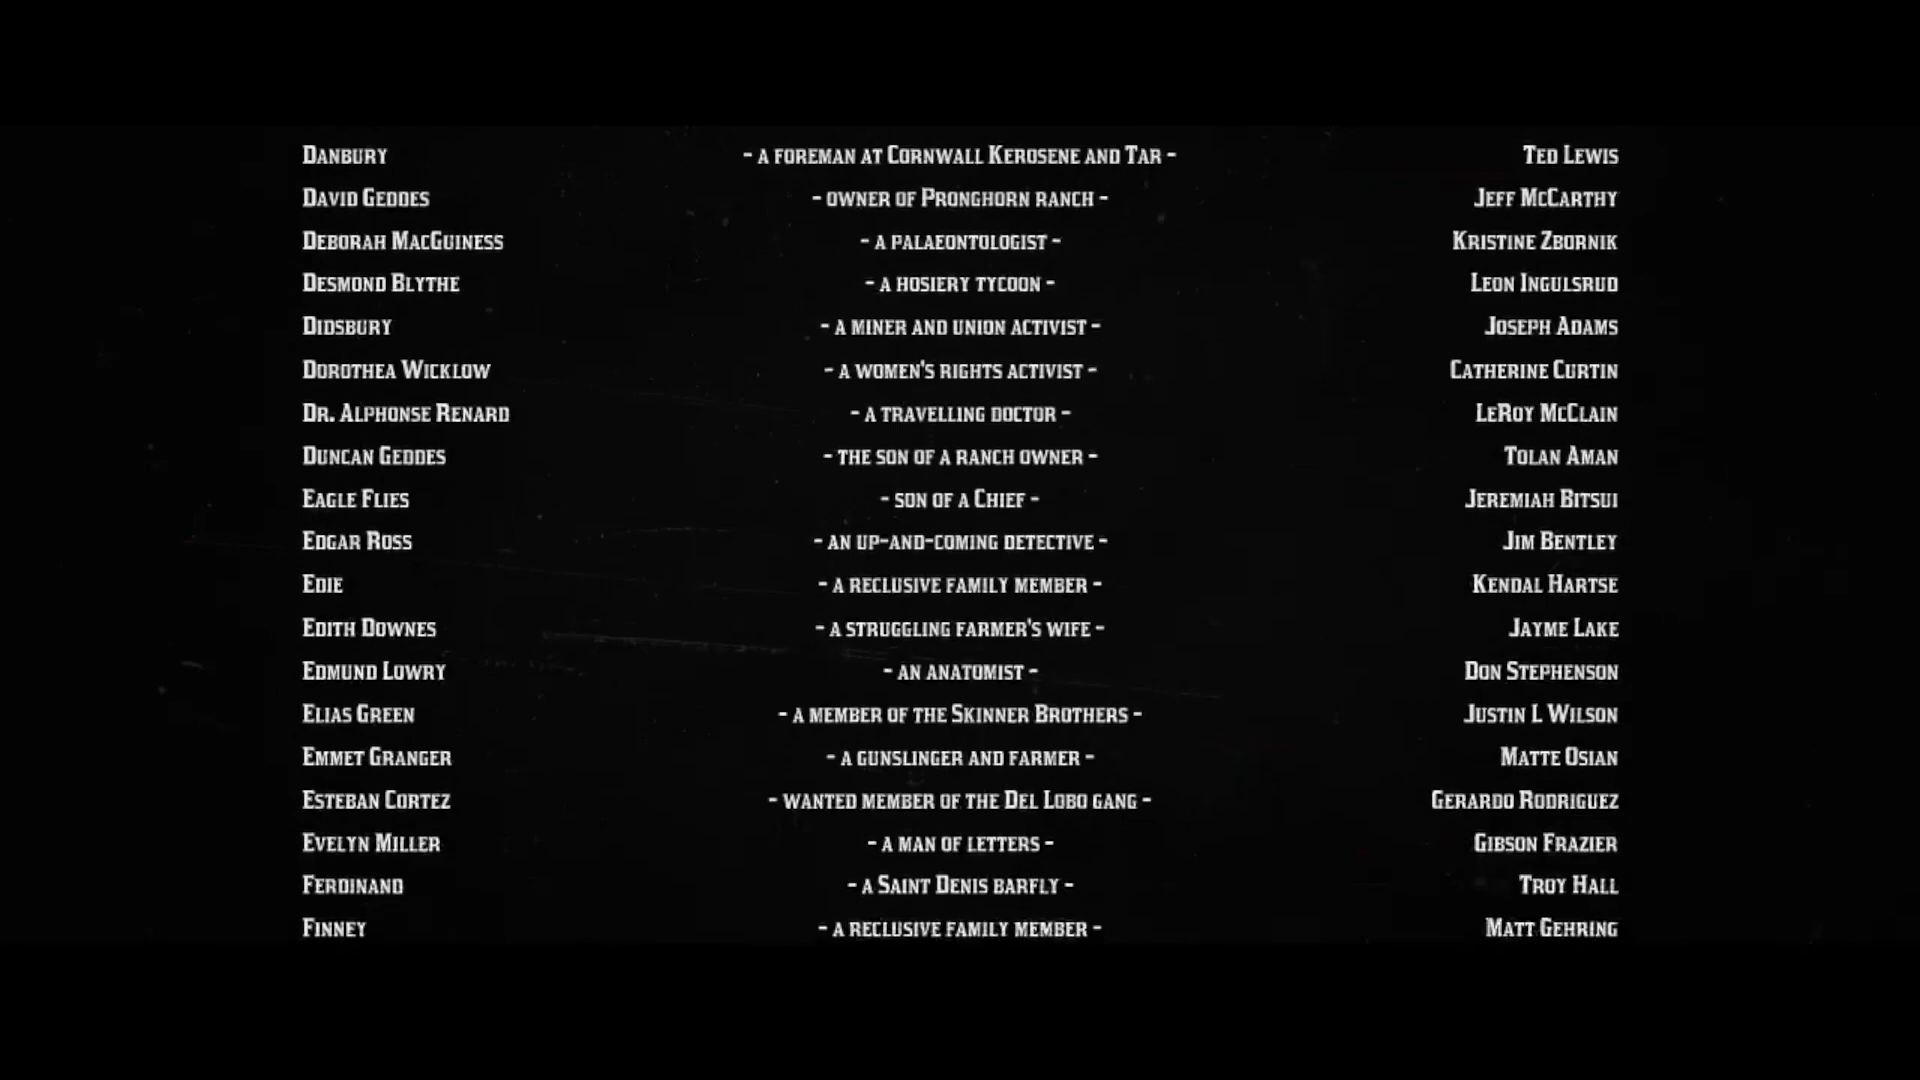 Danbury - a foreman at Cornwall Kerosene and Tar - Ted Lewis
David Geddes - owner of Pronghorn ranch - Jeff McCarthy
Deborah MacGuiness - a palaeontologist - Kristine Zbornik
Desmond Blythe - a hosiery tycoon - Leon Ingulsrud
Didsbury - a miner and union activist - Joseph Adams
Dorothea Wicklow - a women's rights activist - Catherine Curtin
Dr. Alphonse Renard - a travelling doctor - LeRoy McClain
Duncan Geddes - the son of a ranch owner - Tolan Aman
Eagle Flies - son of a Chief - Jeremiah Bitsui
Edgar Ross - an up-and-coming detective - Jim Bentley
Edie - a reclusive family member - Kendal Hartse
Edith Downes - a struggling farmer's wife - Jayme Lake
Edmund Lowry - an anatomist - Don Stephenson
Elias Green - a member of the Skinner Brothers - Justin L Wilson
Emmet Granger - a gunslinger and farmer - Matte Osian
Esteban Cortez - wanted member of the Del Lobo gang - Gerardo Rodriguez
Evelyn Miller - a man of letters - Gibson Frazier
Ferdinand - a Saint Denis barfly - Troy Hall
Finney - a reclusive family member - Matt Gehring